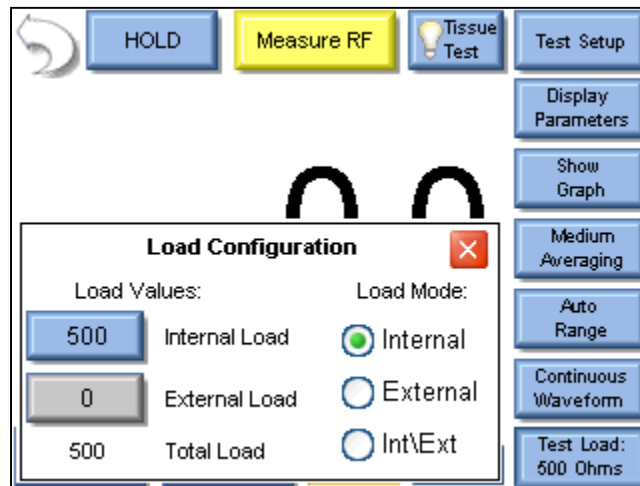 HOLD
Measure RF
Tissue
Test
Test Setup
Display
Parameters
Show
Graph
Medium
Averaging
Auto
Range
Continuous
Waveform
Test Load:
500 Ohms
Load Configuration
Load Values:
Load Mode:
500 Internal Load
Internal
0 External Load
External
500 Total Load
Int\Ext